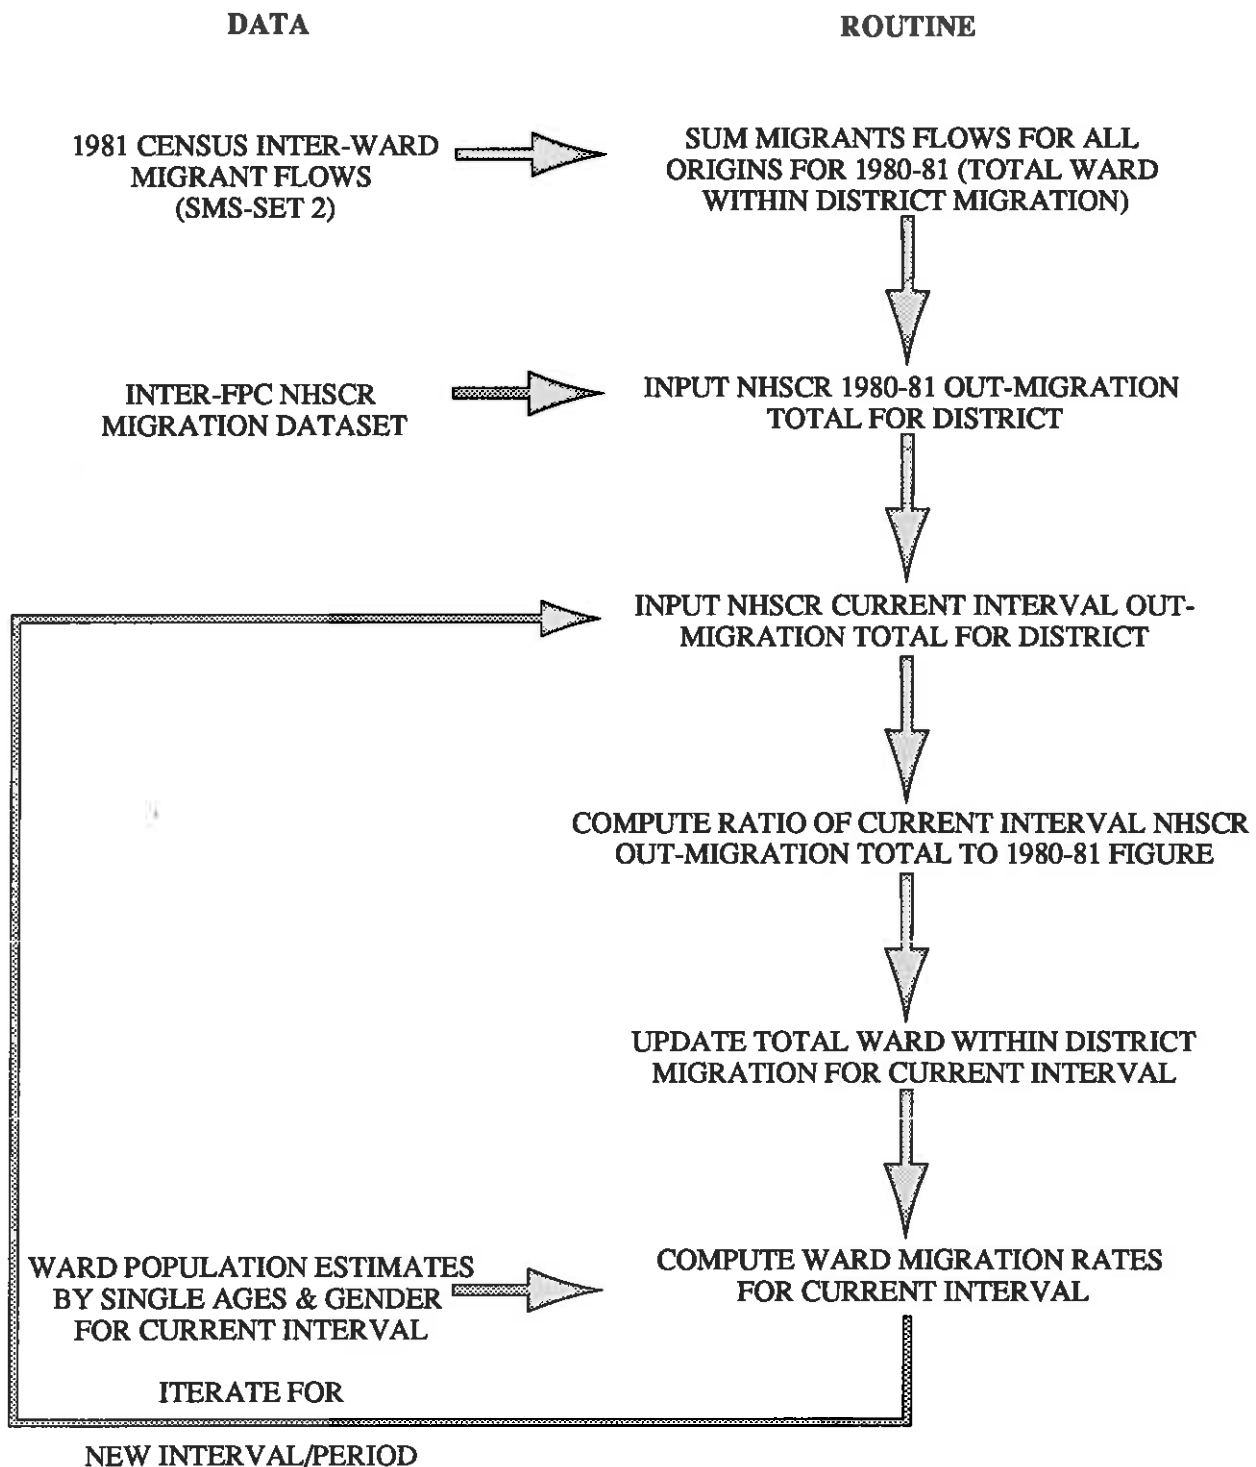 DATA
ROUTINE
1981 CENSUS INTER-WARD
MIGRANT FLOWS
(SMS-SET 2)
SUM MIGRANTS FLOWS FOR ALL
ORIGINS FOR 1980-81 (TOTAL WARD
WITHIN DISTRICT MIGRATION)
INTER-FPC NHSCR
MIGRATION DATASET
INPUT NHSCR 1980-81 OUT-MIGRATION
TOTAL FOR DISTRICT
INPUT NHSCR CURRENT INTERVAL OUT-
MIGRATION TOTAL FOR DISTRICT
COMPUTE RATIO OF CURRENT INTERVAL NHSCR
OUT-MIGRATION TOTAL TO 1980-81 FIGURE
UPDATE TOTAL WARD WITHIN DISTRICT
MIGRATION FOR CURRENT INTERVAL
WARD POPULATION ESTIMATES
BY SINGLE AGES & GENDER
FOR CURRENT INTERVAL
COMPUTE WARD MIGRATION RATES
FOR CURRENT INTERVAL
ITERATE FOR
NEW INTERVAL/PERIOD